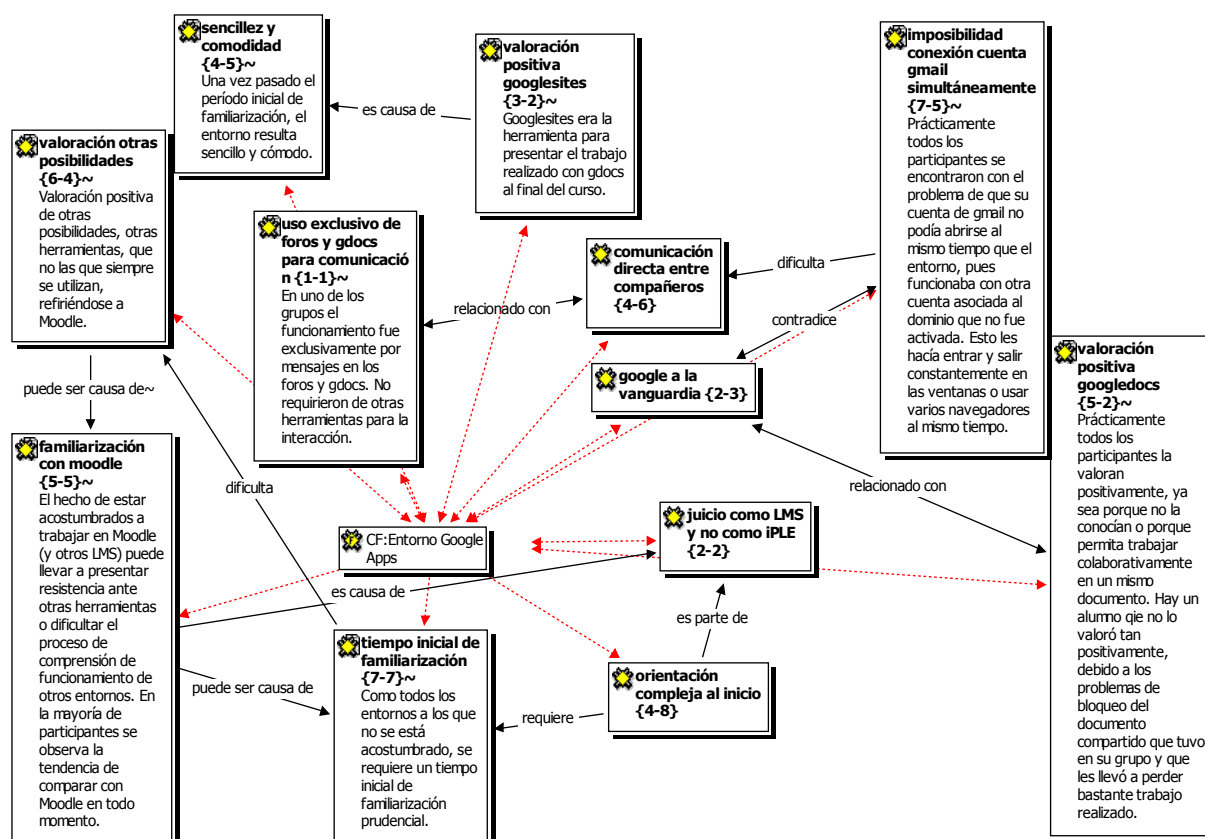 sencillez y
comodidad
{4-5}~
Una vez pasado el
período inicial de
familiarización, el
entorno resulta
sencillo y cómodo.
es causa de
valoración
positiva
googlesites
{3-2}~
Googlesites era la
herramienta para
presentar el trabajo
realizado con gdocs
al final del curso.
imposibilidad
conexión cuenta
gmail
simultáneamente
{7-5}~
Prácticamente
todos los
participantes se
encontraron con el
problema de que su
cuenta de gmail no
podía abrirse al
mismo tiempo que el
entorno, pues
funcionaba con otra
cuenta asociada al
dominio que no fue
activada. Esto les
hacía entrar y salir
constantemente en
las ventanas o usar
varios navegadores
al mismo tiempo.
valoración otras
posibilidades
{6-4}~
Valoración positiva
de otras
posibilidades, otras
herramientas, que
no las que siempre
se utilizan,
refiriéndose a
Moodle.
uso exclusivo de
foros y gdocs
para comunicació
n {1-1}~
En uno de los
grupos el
funcionamiento fue
exclusivamente por
mensajes en los
foros y gdocs. No
requirieron de otras
herramientas para la
interacción.
relacionado con
comunicación
directa entre
compañeros
{4-6}
dificulta
contradice
google a la
vanguardia {2-3}
valoración
positiva
googledocs
{5-2}~
Prácticamente
todos los
participantes la
valoran
positivamente, ya
sea porque no la
conocían o porque
permita trabajar
colaborativamente
en un mismo
documento. Hay un
alumno qie no lo
valoró tan
positivamente,
debido a los
problemas de
bloqueo del
documento
compartido que tuvo
en su grupo y que
les llevó a perder
bastante trabajo
realizado.
puede ser causa de~
familiarización
con moodle
{5-5}~
El hecho de estar
acostumbrados a
trabajar en Moodle
(y otros LMS) puede
llevar a presentar
resistencia ante
otras herramientas
o dificultar el
proceso de
comprensión de
funcionamiento de
otros entornos. En
la mayoría de
participantes se
observa la
tendencia de
comparar con
Moodle en todo
momento.
dificulta
relacionado con
CF:Entorno Google
Apps
juicio como LMS
y no como iPLE
{2-2}
es causa de
es parte de
puede ser causa de
tiempo inicial de
familiarización
{7-7}~
Como todos los
entornos a los que
no se está
acostumbrado, se
requiere un tiempo
inicial de
familiarización
prudencial.
requiere
orientación
compleja al inicio
{4-8}